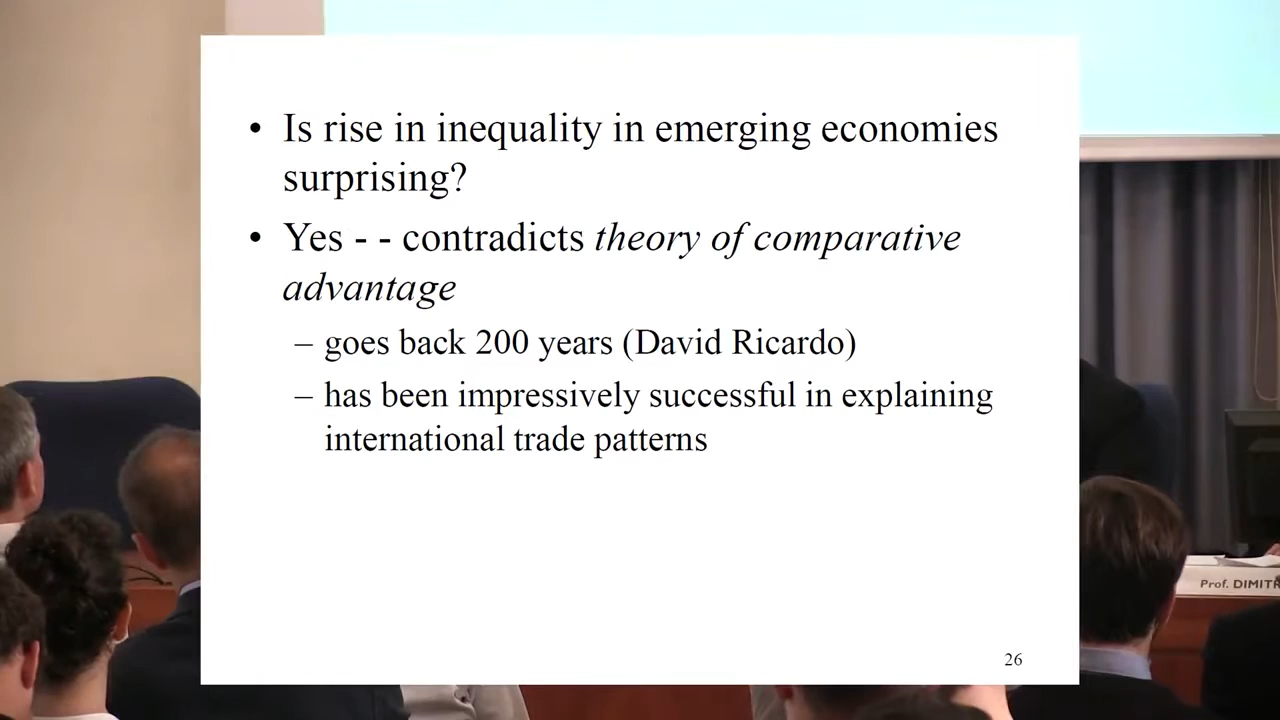 • Is rise in inequality in emerging economies
surprising?
• Yes - - contradicts theory of comparative
advantage
– goes back 200 years (David Ricardo)
– has been impressively successful in explaining
international trade patterns
26
Prof. DIMITR